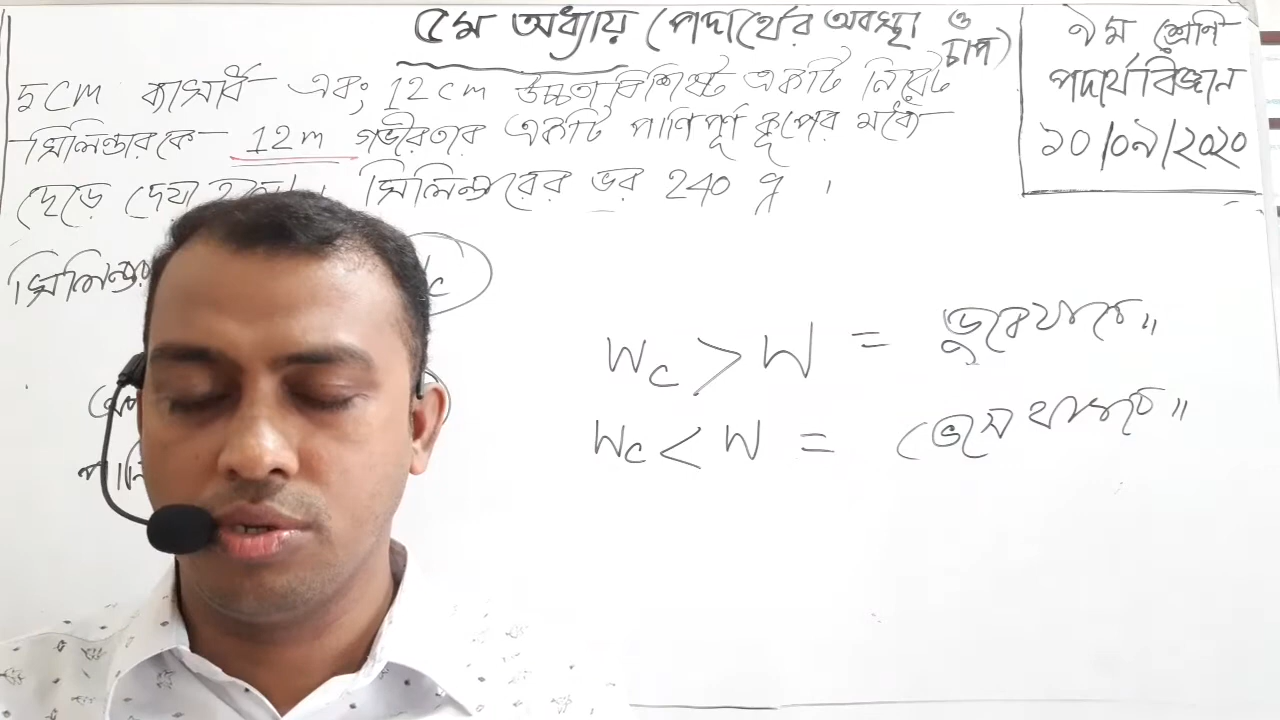 ৫ম অধ্যায় (পদার্থের অবস্থা ও চাপ)
৯ম শ্রেণি
পদার্থবিজ্ঞান
১০/০৯/২০২০
5cm ব্যাসার্ধ এবং 12cm উচ্চতা বিশিষ্ট একটি নিরেট
সিলিন্ডারকে 12m গভীরতার একটি পাণিপূর্ণ কূপের মধ্যে
ছেড়ে দেয়া সিলিন্ডারের ভর 240 g ।
সিলিন্ডার c
Wc > W = ডুবে যাবে॥
Wc < W = ভেসে থাকবে॥